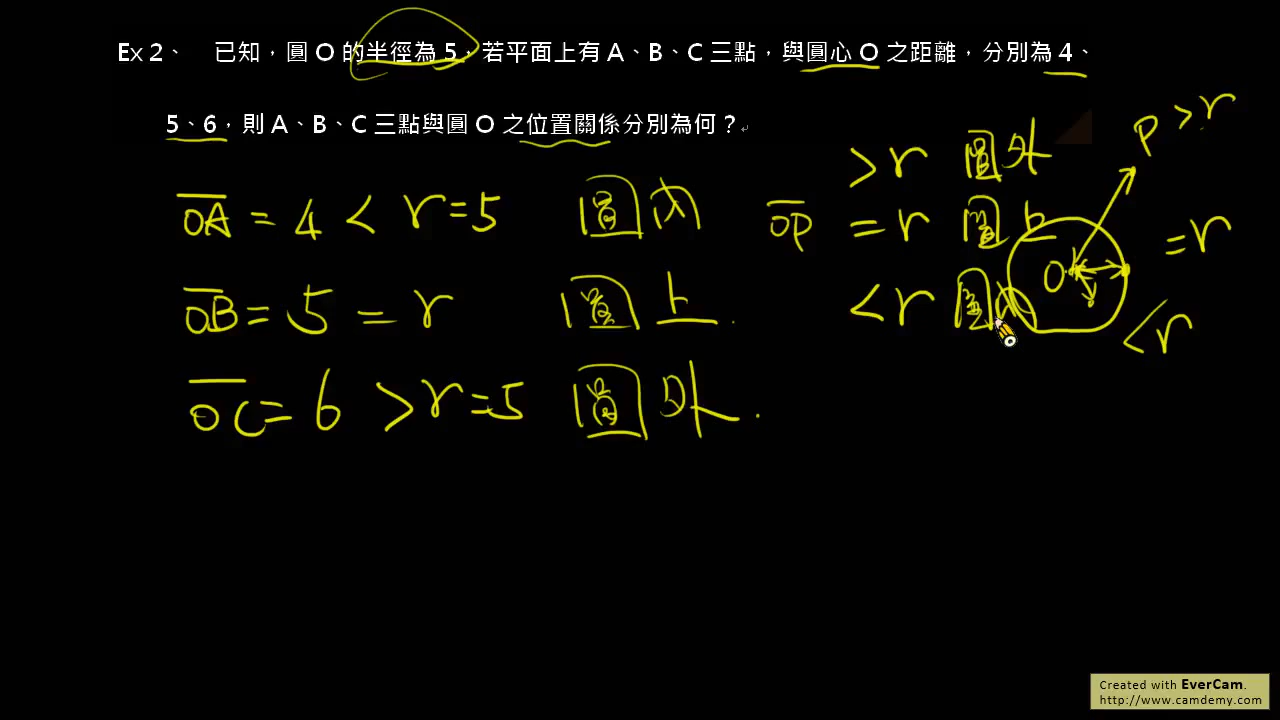 Ex 2、 已知，圓 O 的半徑為 5，若平面上有 A、B、C 三點，與圓心 O 之距離，分別為 4、
5、6，則 A、B、C 三點與圓 O 之位置關係分別為何？
OA = 4 < r = 5 圓內
OB = 5 = r 圓上.
OC = 6 > r = 5 圓外.
OP
> r 圓外
= r 圓上
< r 圓內
P > r
= r
< r
O
Created with EverCam.
http://www.camdemy.com